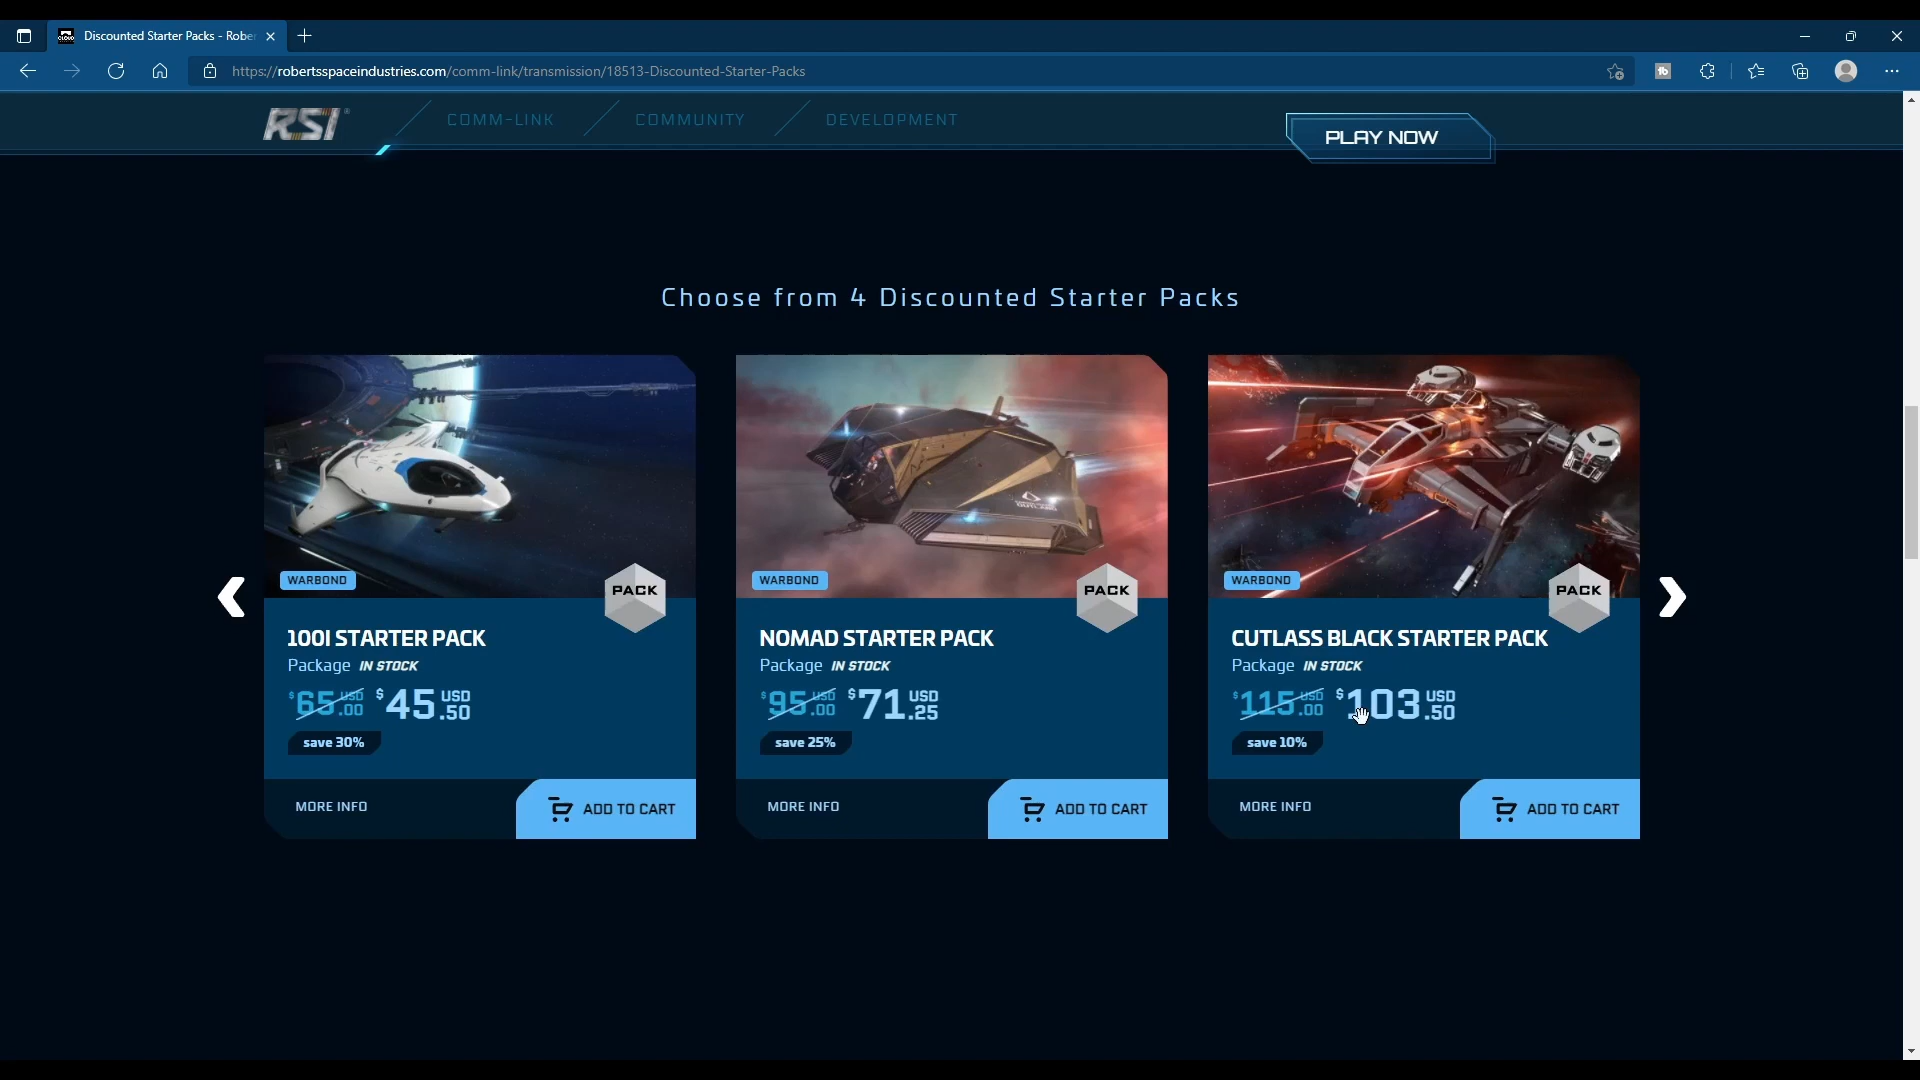 Discounted Starter Packs - Rober
https://robertsspaceindustries.com/comm-link/transmission/18513-Discounted-Starter-Packs
RSI
COMM-LINK
COMMUNITY
DEVELOPMENT
PLAY NOW
Choose from 4 Discounted Starter Packs
WARBOND
PACK
100I STARTER PACK
Package IN STOCK
$65.00 USD $45.50 USD
save 30%
MORE INFO
ADD TO CART
WARBOND
PACK
NOMAD STARTER PACK
Package IN STOCK
$95.00 USD $71.25 USD
save 25%
MORE INFO
ADD TO CART
WARBOND
PACK
CUTLASS BLACK STARTER PACK
Package IN STOCK
$115.00 USD $103.50 USD
save 10%
MORE INFO
ADD TO CART